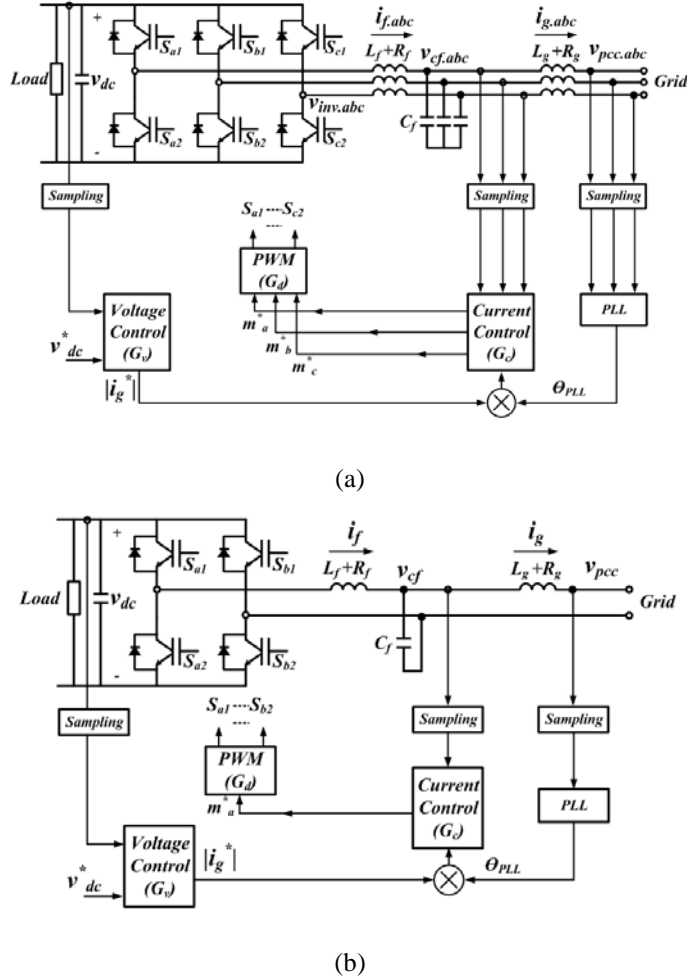 +
Load
v_dc
-
S_a1
S_b1
S_c1
S_a2
S_b2
S_c2
i_f.abc
L_f+R_f
v_cf.abc
i_g.abc
L_g+R_g
v_pcc.abc
Grid
v_inv.abc
C_f
Sampling
Sampling
Sampling
S_a1 ---- S_c2
PWM
(G_d)
m*_a
m*_b
m*_c
Voltage
Control
(G_v)
v*_dc
|i_g*|
Current
Control
(G_c)
PLL
Θ_PLL
(a)
+
Load
v_dc
-
S_a1
S_b1
S_a2
S_b2
i_f
L_f+R_f
v_cf
i_g
L_g+R_g
v_pcc
Grid
C_f
Sampling
Sampling
Sampling
S_a1 ---- S_b2
PWM
(G_d)
m*_a
Voltage
Control
(G_v)
v*_dc
|i_g*|
Current
Control
(G_c)
PLL
Θ_PLL
(b)